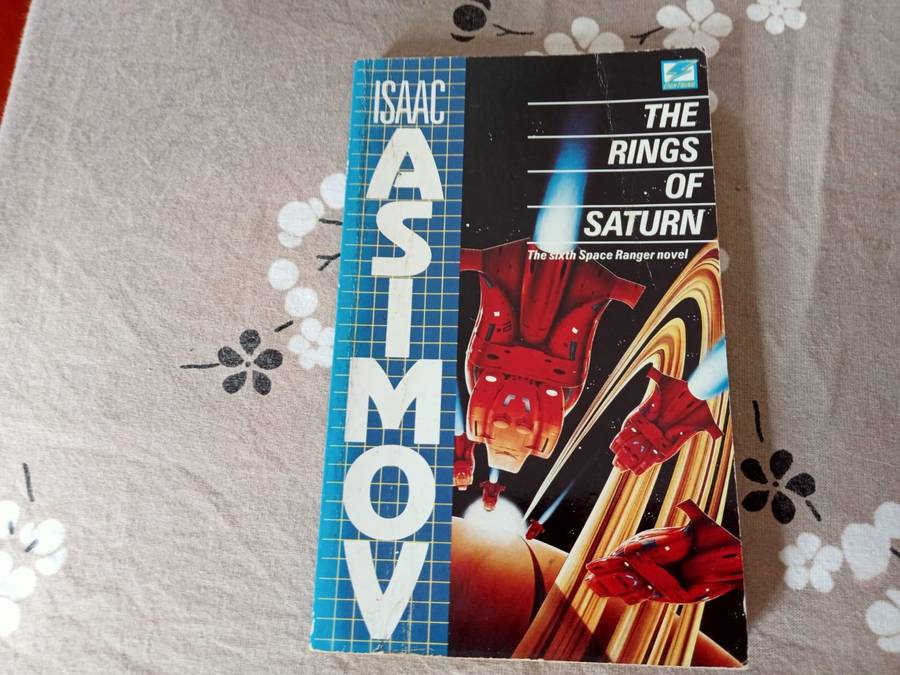 ISAAC
ASIMOV
THE
RINGS
OF
SATURN
The sixth Space Ranger novel